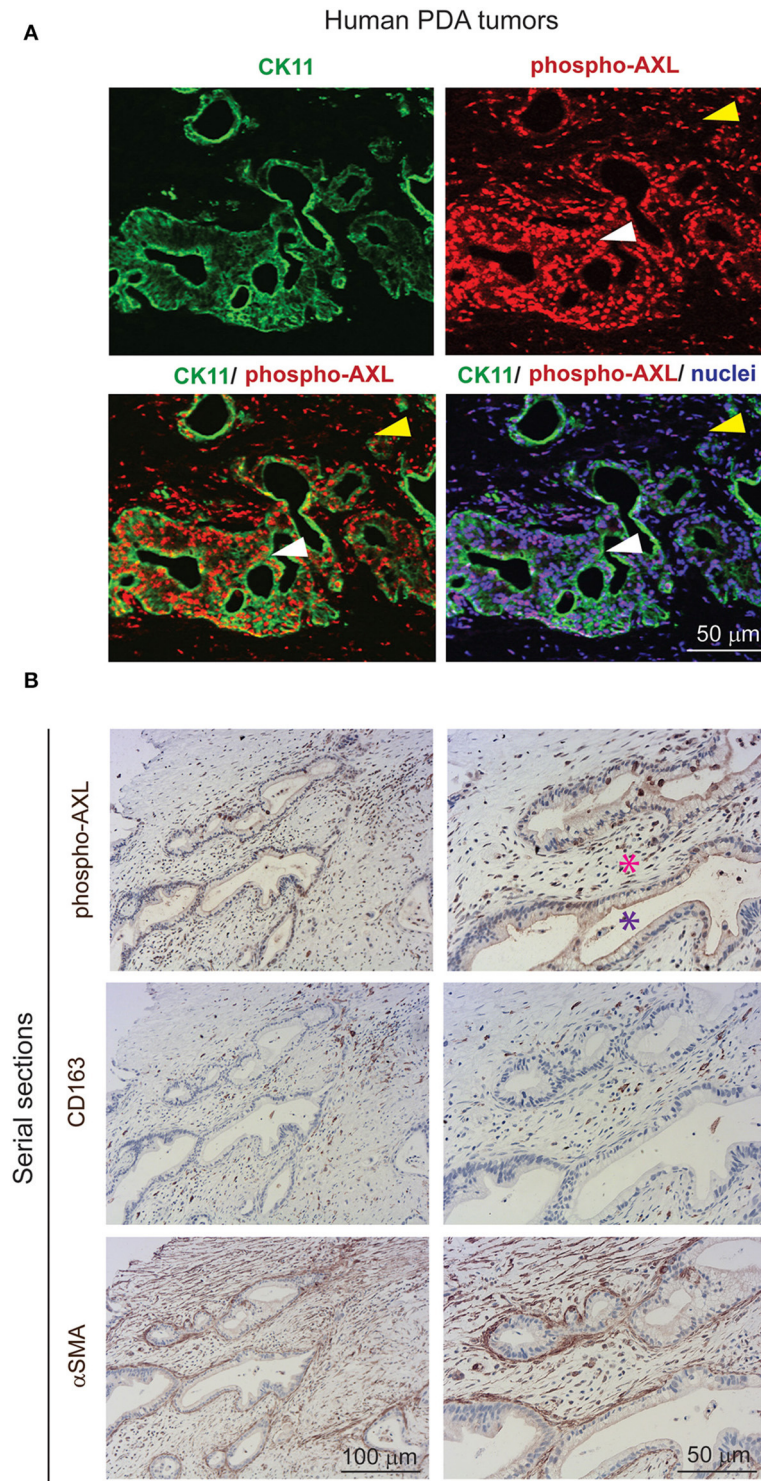 Human PDA tumors
A
CK11
phospho-AXL
CK11/ phospho-AXL
CK11/ phospho-AXL/ nuclei
50 μm
B
Serial sections
phospho-AXL
CD163
αSMA
100 μm
50 μm